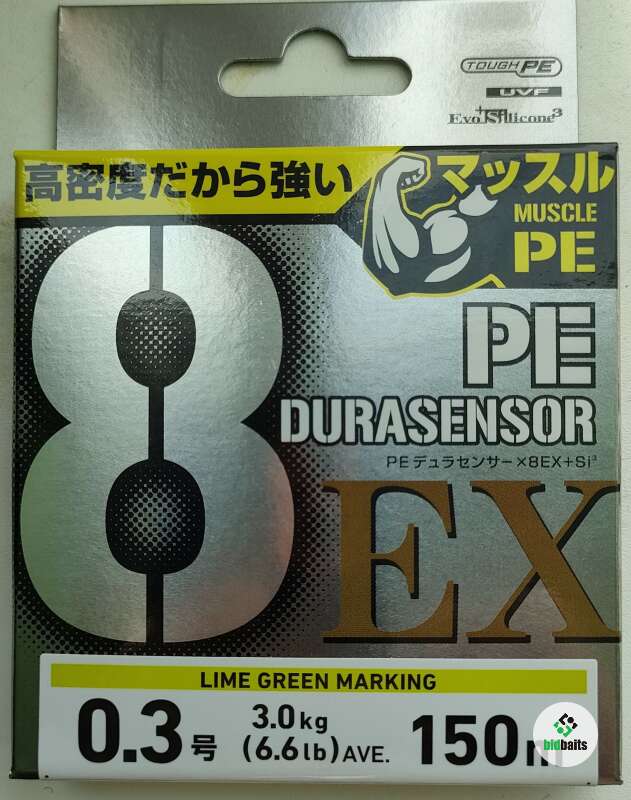 TOUGH PE
UVF
Evo+Silicone³
高密度だから強い
マッスル
MUSCLE
PE
8
PE
DURASENSOR
PEデュラセンサー×8EX+Si³
EX
LIME GREEN MARKING
0.3号
3.0kg
(6.6lb)AVE.
150m
bidbaits